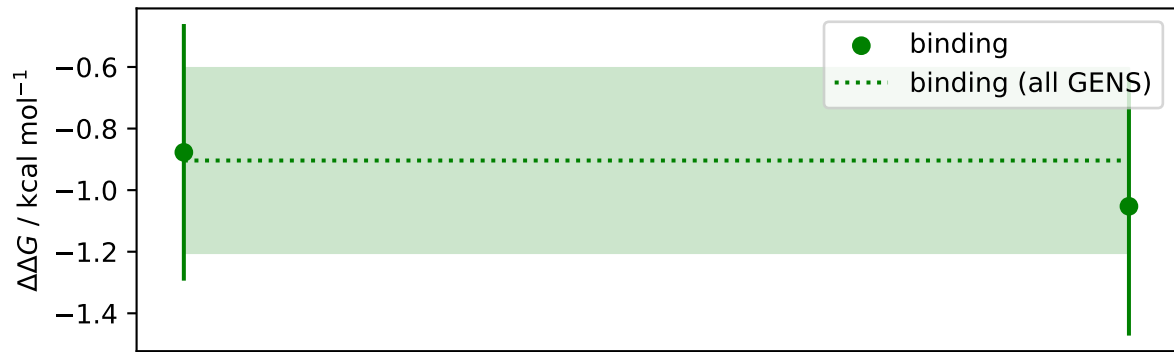 ΔΔG / kcal mol⁻¹
−0.6
−0.8
−1.0
−1.2
−1.4
binding
binding (all GENS)